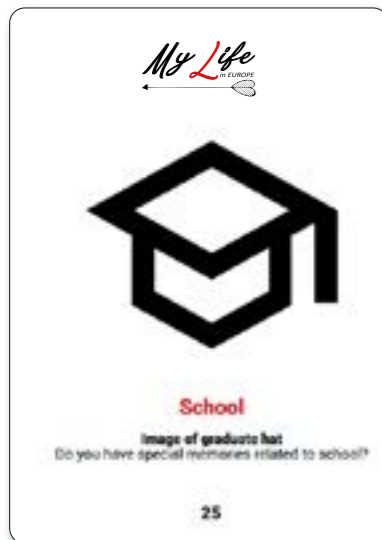 My Life
in EUROPE
School
Image of graduate hat
Do you have special memories related to school?
25